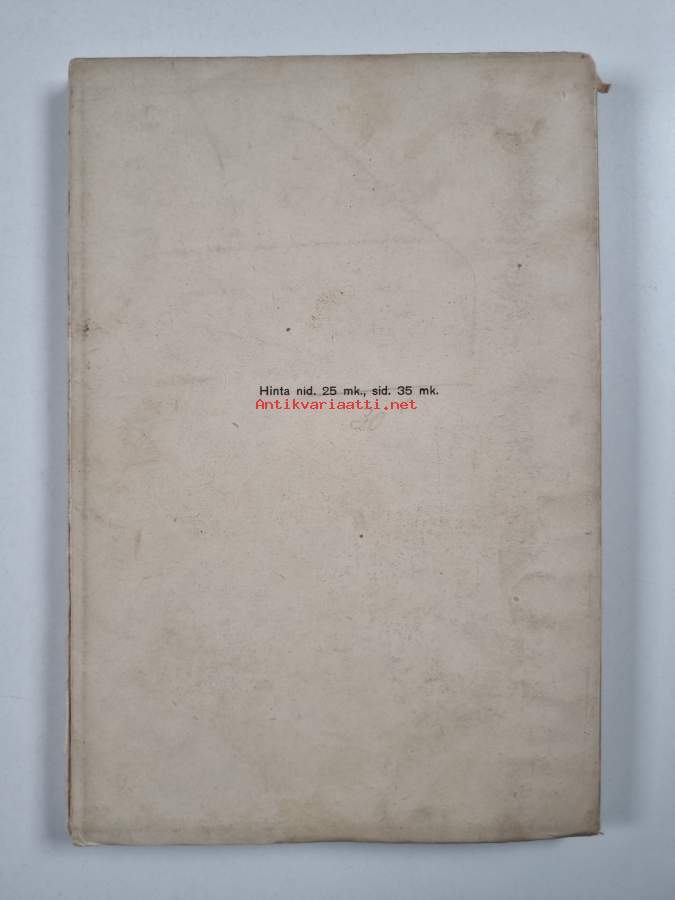 Hinta nid. 25 mk., sid. 35 mk.
Antikvariaatti.net